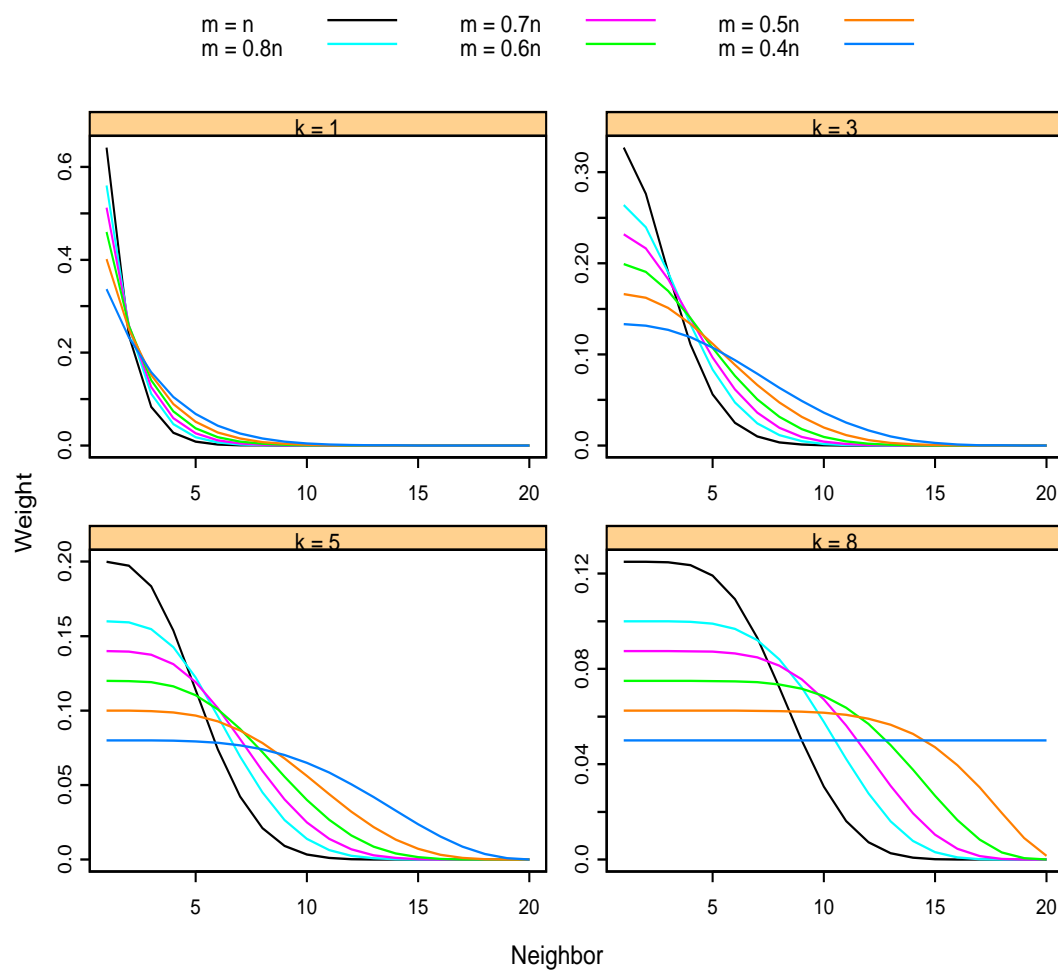 m = n m = 0.7n m = 0.5n
m = 0.8n m = 0.6n m = 0.4n
k = 1
k = 3
0.0 0.2 0.4 0.6
0.0 0.10 0.20 0.30
5 10 15 20
5 10 15 20
Weight
k = 5
k = 8
0.0 0.05 0.10 0.15 0.20
0.0 0.04 0.08 0.12
5 10 15 20
5 10 15 20
Neighbor